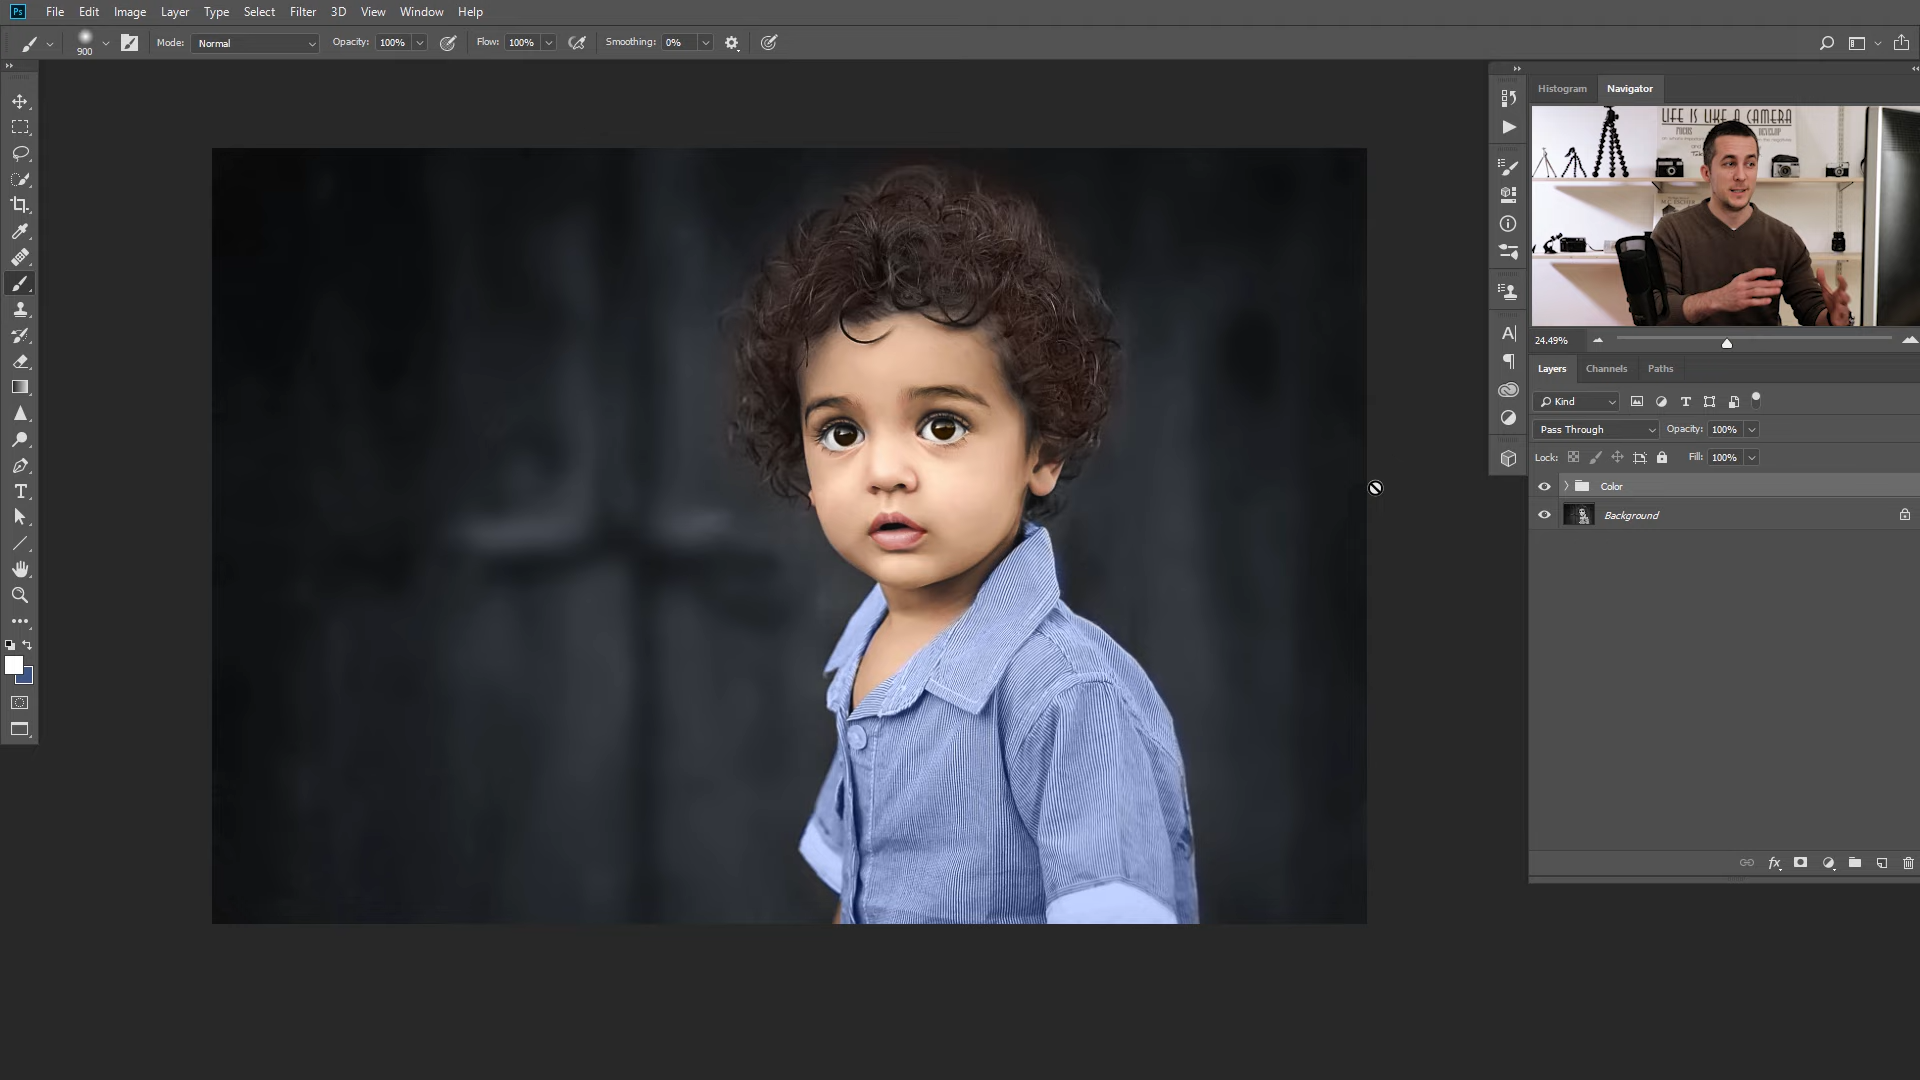 Ps File Edit Image Layer Type Select Filter 3D View Window Help
900 Mode: Normal Opacity: 100% Flow: 100% Smoothing: 0%
Histogram Navigator
LIFE IS LIKE A CAMERA
FOCUS DEVELOP
24.49%
Layers Channels Paths
Kind
Pass Through Opacity: 100%
Lock: Fill: 100%
Color
Background